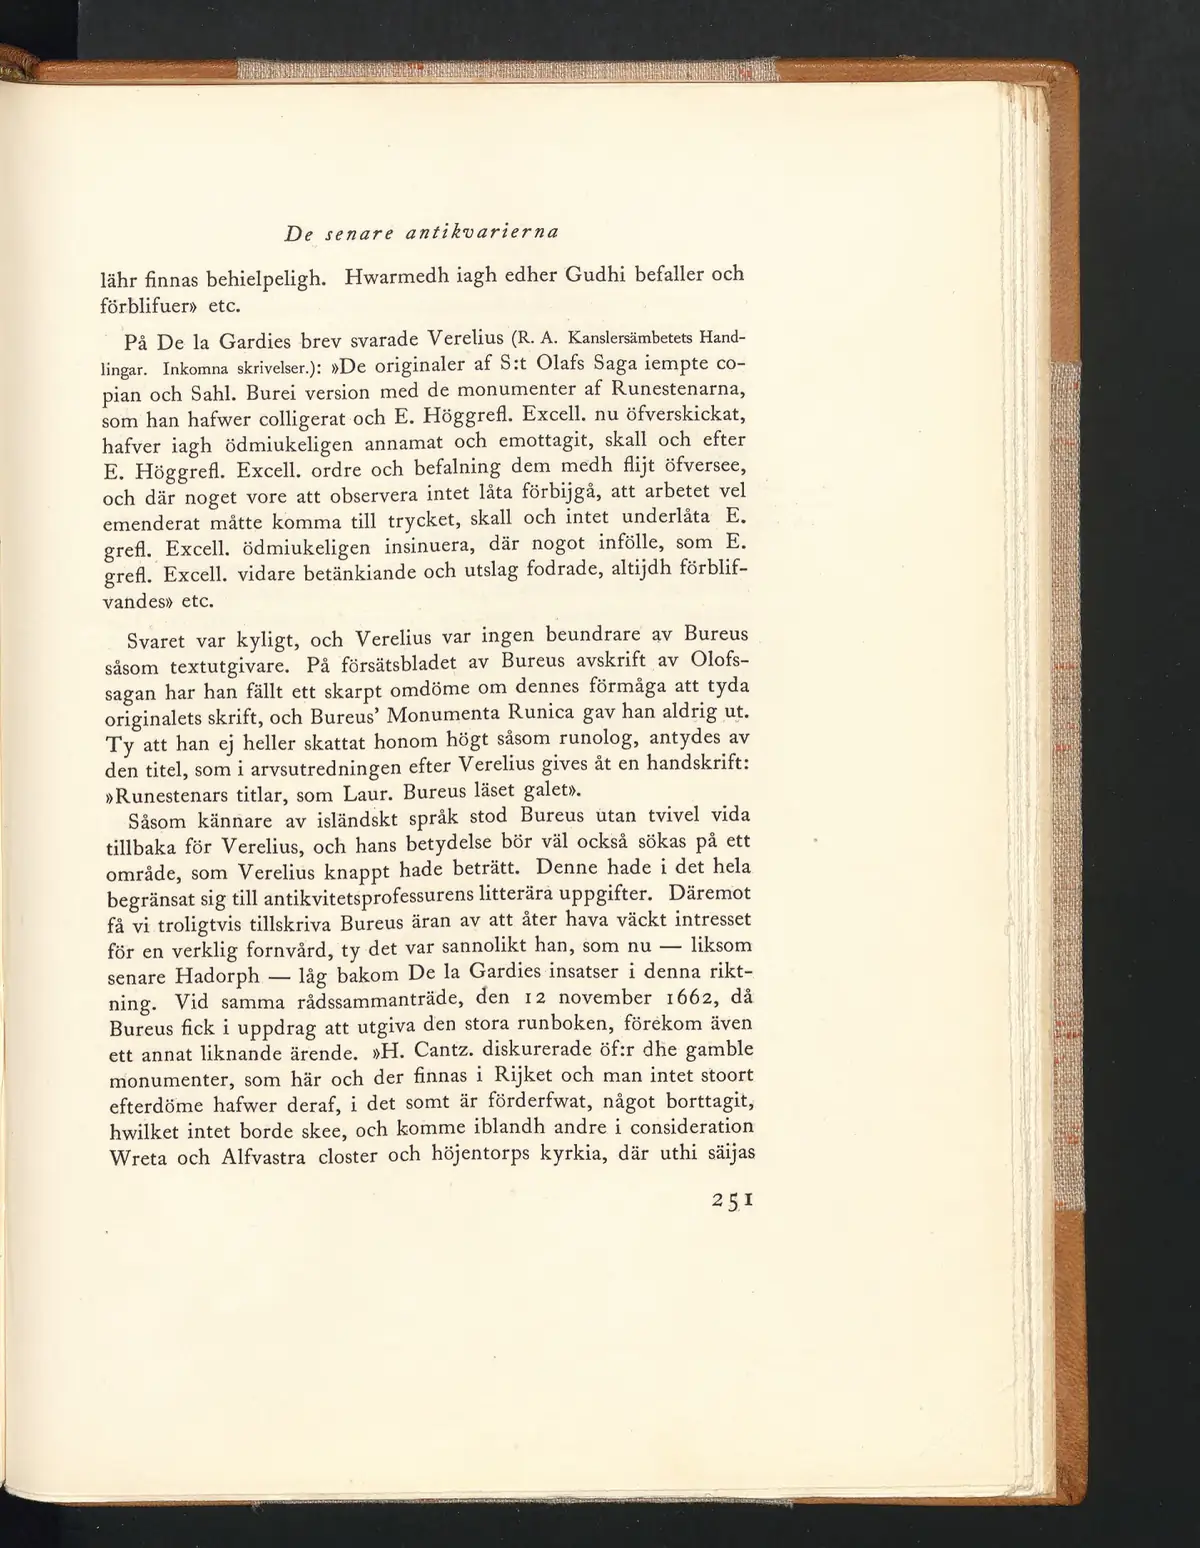 De senare antikvarierna
lähr finnas behielpeligh. Hwarmedh iagh edher Gudhi befaller och
förblifuer» etc.
På De la Gardies brev svarade Verelius (R. A. Kanslersämbetets Hand-
lingar. Inkomna skrivelser.): »De originaler af S:t Olafs Saga iempte co-
pian och Sahl. Burei version med de monumenter af Runestenarna,
som han hafwer colligerat och E. Höggrefl. Excell. nu öfverskickat,
hafver iagh ödmiukeligen annamat och emottagit, skall och efter
E. Höggrefl. Excell. ordre och befalning dem medh flijt öfversee,
och där noget vore att observera intet låta förbijgå, att arbetet vel
emenderat måtte komma till trycket, skall och intet underlåta E.
grefl. Excell. ödmiukeligen insinuera, där nogot infölle, som E.
grefl. Excell. vidare betänkiande och utslag fodrade, altijdh förblif-
vandes» etc.
Svaret var kyligt, och Verelius var ingen beundrare av Bureus
såsom textutgivare. På försätsbladet av Bureus avskrift av Olofs-
sagan har han fällt ett skarpt omdöme om dennes förmåga att tyda
originalets skrift, och Bureus' Monumenta Runica gav han aldrig ut.
Ty att han ej heller skattat honom högt såsom runolog, antydes av
den titel, som i arvsutredningen efter Verelius gives åt en handskrift:
»Runestenars titlar, som Laur. Bureus läset galet».
Såsom kännare av isländskt språk stod Bureus utan tvivel vida
tillbaka för Verelius, och hans betydelse bör väl också sökas på ett
område, som Verelius knappt hade beträtt. Denne hade i det hela
begränsat sig till antikvitetsprofessurens litterära uppgifter. Däremot
få vi troligtvis tillskriva Bureus äran av att åter hava väckt intresset
för en verklig fornvård, ty det var sannolikt han, som nu — liksom
senare Hadorph — låg bakom De la Gardies insatser i denna rikt-
ning. Vid samma rådssammanträde, den 12 november 1662, då
Bureus fick i uppdrag att utgiva den stora runboken, förekom även
ett annat liknande ärende. »H. Cantz. diskurerade öf:r dhe gamble
monumenter, som här och der finnas i Rijket och man intet stoort
efterdöme hafwer deraf, i det somt är förderfwat, något borttagit,
hwilket intet borde skee, och komme iblandh andre i consideration
Wreta och Alfvastra closter och höjentorps kyrkia, där uthi säijas
251